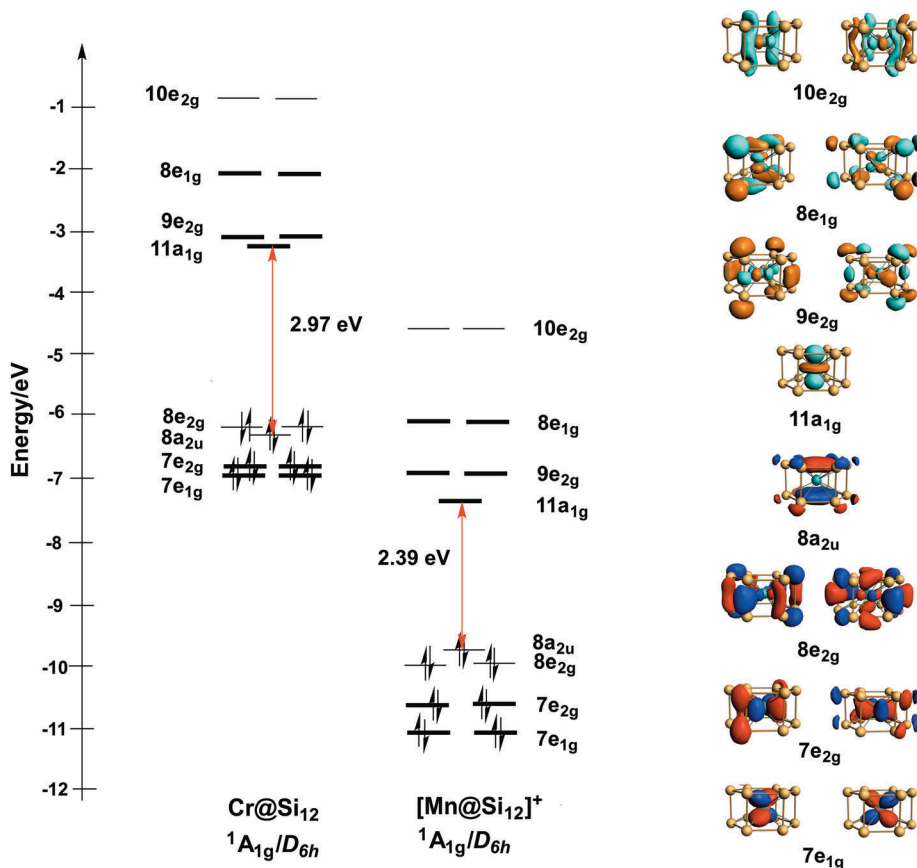 Energy/eV
-1
-2
-3
-4
-5
-6
-7
-8
-9
-10
-11
-12
10e2g
8e1g
9e2g
11a1g
2.97 eV
8e2g
8a2u
7e2g
7e1g
Cr@Si12
1A1g/D6h
10e2g
8e1g
9e2g
11a1g
2.39 eV
8a2u
8e2g
7e2g
7e1g
[Mn@Si12]+
1A1g/D6h
10e2g
8e1g
9e2g
11a1g
8a2u
8e2g
7e2g
7e1g